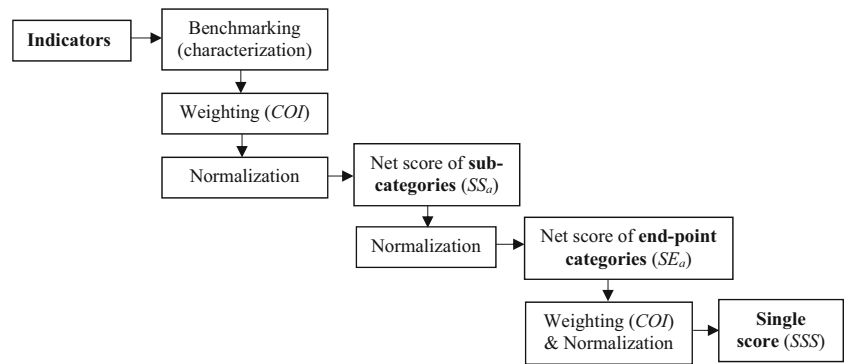 Indicators
Benchmarking
(characterization)
Weighting (COI)
Normalization
Net score of sub-
categories (SSₐ)
Normalization
Net score of end-point
categories (SEₐ)
Weighting (COI)
& Normalization
Single
score (SSS)